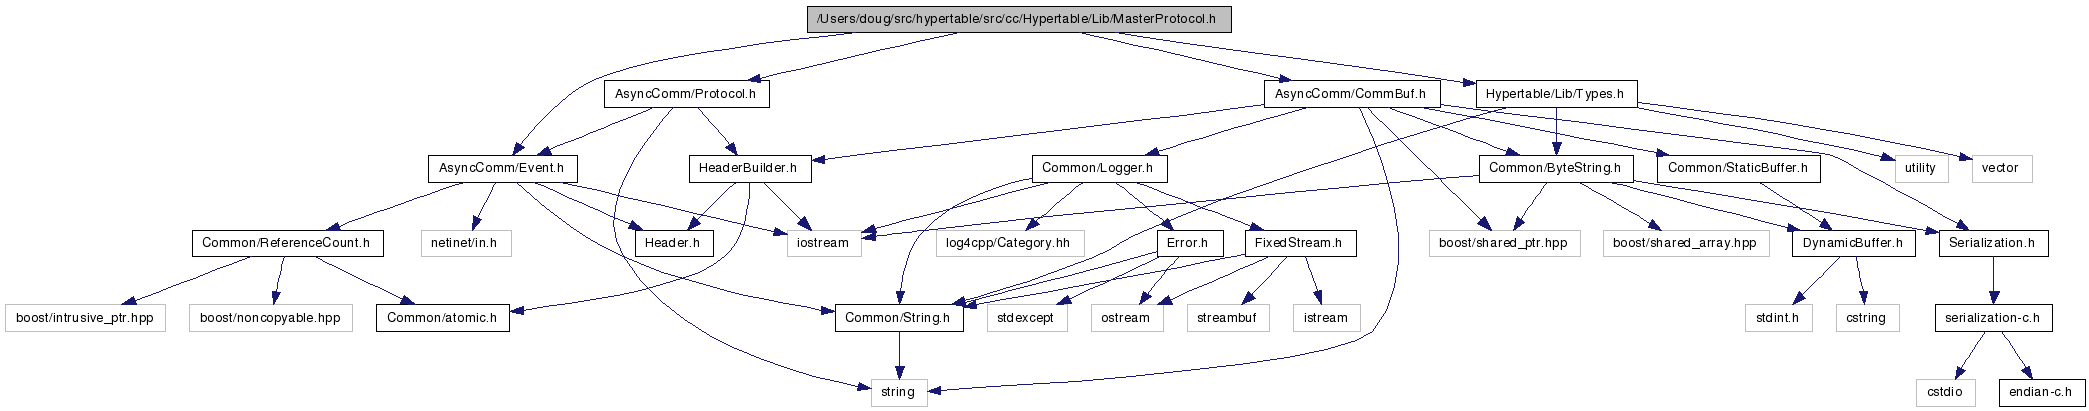 /Users/doug/src/hypertable/src/cc/Hypertable/Lib/MasterProtocol.h
AsyncComm/Protocol.h
AsyncComm/CommBuf.h
Hypertable/Lib/Types.h
AsyncComm/Event.h
HeaderBuilder.h
Common/Logger.h
Common/ByteString.h
Common/StaticBuffer.h
utility
vector
Common/ReferenceCount.h
netinet/in.h
Header.h
iostream
log4cpp/Category.hh
Error.h
FixedStream.h
boost/shared_ptr.hpp
boost/shared_array.hpp
DynamicBuffer.h
Serialization.h
boost/intrusive_ptr.hpp
boost/noncopyable.hpp
Common/atomic.h
Common/String.h
stdexcept
ostream
streambuf
istream
stdint.h
cstring
serialization-c.h
string
cstdio
endian-c.h